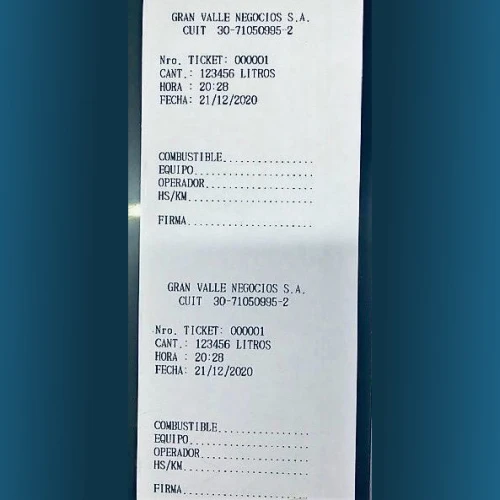 GRAN VALLE NEGOCIOS S.A.
CUIT 30-71050995-2
Nro. TICKET: 000001
CANT.: 123456 LITROS
HORA : 20:28
FECHA: 21/12/2020
COMBUSTIBLE..............
EQUIPO...................
OPERADOR.................
HS/KM....................
FIRMA....................
GRAN VALLE NEGOCIOS S.A.
CUIT 30-71050995-2
Nro. TICKET: 000001
CANT.: 123456 LITROS
HORA : 20:28
FECHA: 21/12/2020
COMBUSTIBLE..............
EQUIPO...................
OPERADOR.................
HS/KM....................
FIRMA....................